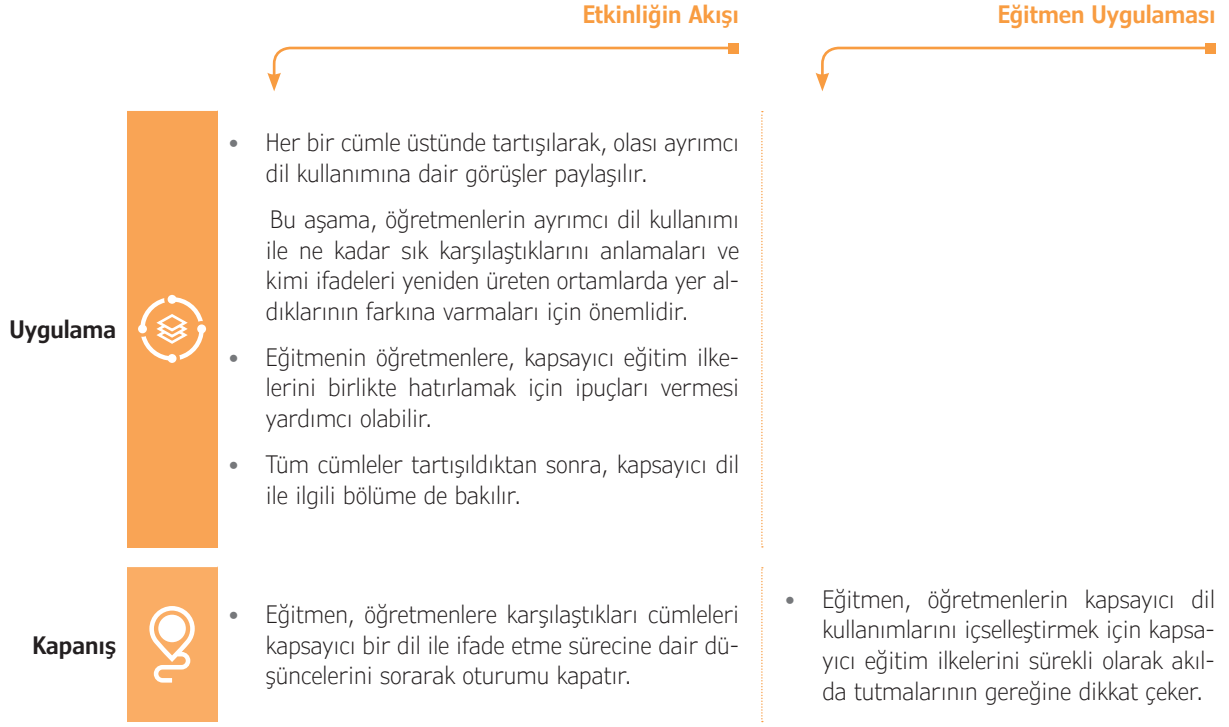 Etkinliğin Akışı
Eğitmen Uygulaması
Uygulama
• Her bir cümle üstünde tartışılarak, olası ayrımcı
dil kullanımına dair görüşler paylaşılır.
Bu aşama, öğretmenlerin ayrımcı dil kullanımı
ile ne kadar sık karşılaştıklarını anlamaları ve
kimi ifadeleri yeniden üreten ortamlarda yer al-
dıklarının farkına varmaları için önemlidir.
• Eğitmenin öğretmenlere, kapsayıcı eğitim ilke-
lerini birlikte hatırlamak için ipuçları vermesi
yardımcı olabilir.
• Tüm cümleler tartışıldıktan sonra, kapsayıcı dil
ile ilgili bölüme de bakılır.
Kapanış
• Eğitmen, öğretmenlere karşılaştıkları cümleleri
kapsayıcı bir dil ile ifade etme sürecine dair dü-
şüncelerini sorarak oturumu kapatır.
• Eğitmen, öğretmenlerin kapsayıcı dil
kullanımlarını içselleştirmek için kapsa-
yıcı eğitim ilkelerini sürekli olarak akıl-
da tutmalarının gereğine dikkat çeker.